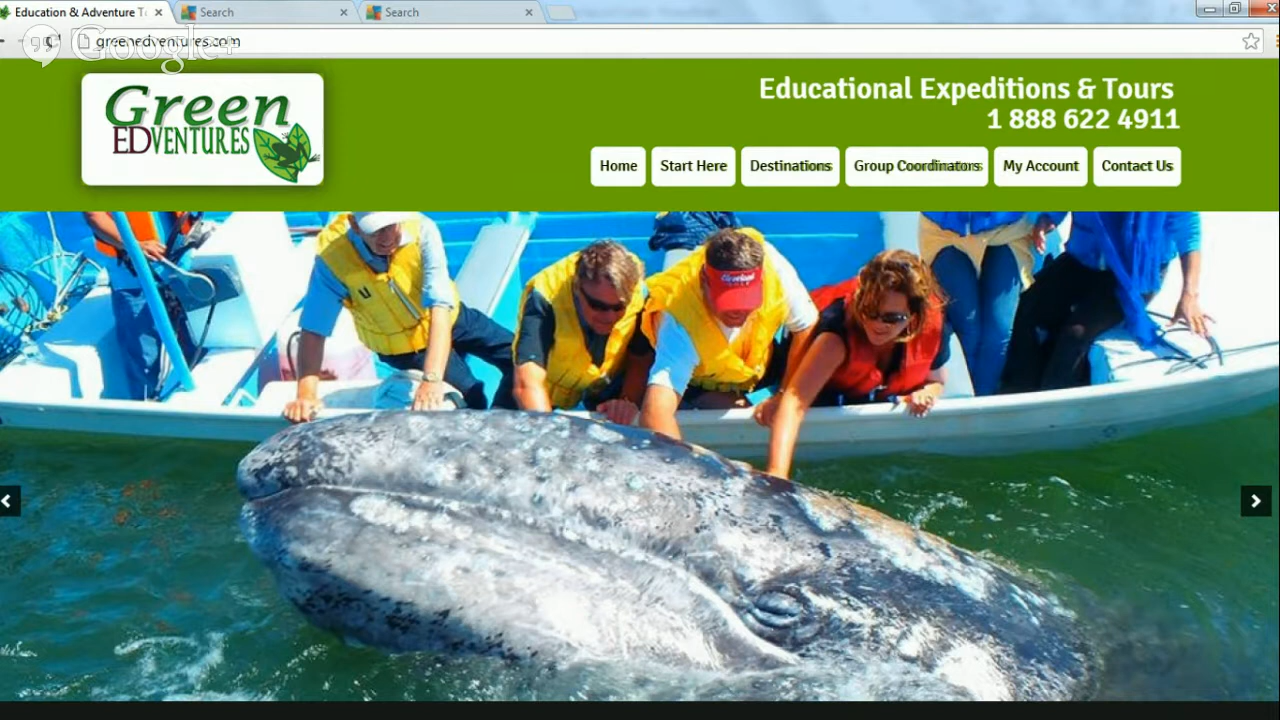 Education & Adventure T
Search
Search
Google+
greenedventures.com
Green
EDVENTURES
Educational Expeditions & Tours
1 888 622 4911
Home
Start Here
Destinations
Group Coordinators
My Account
Contact Us